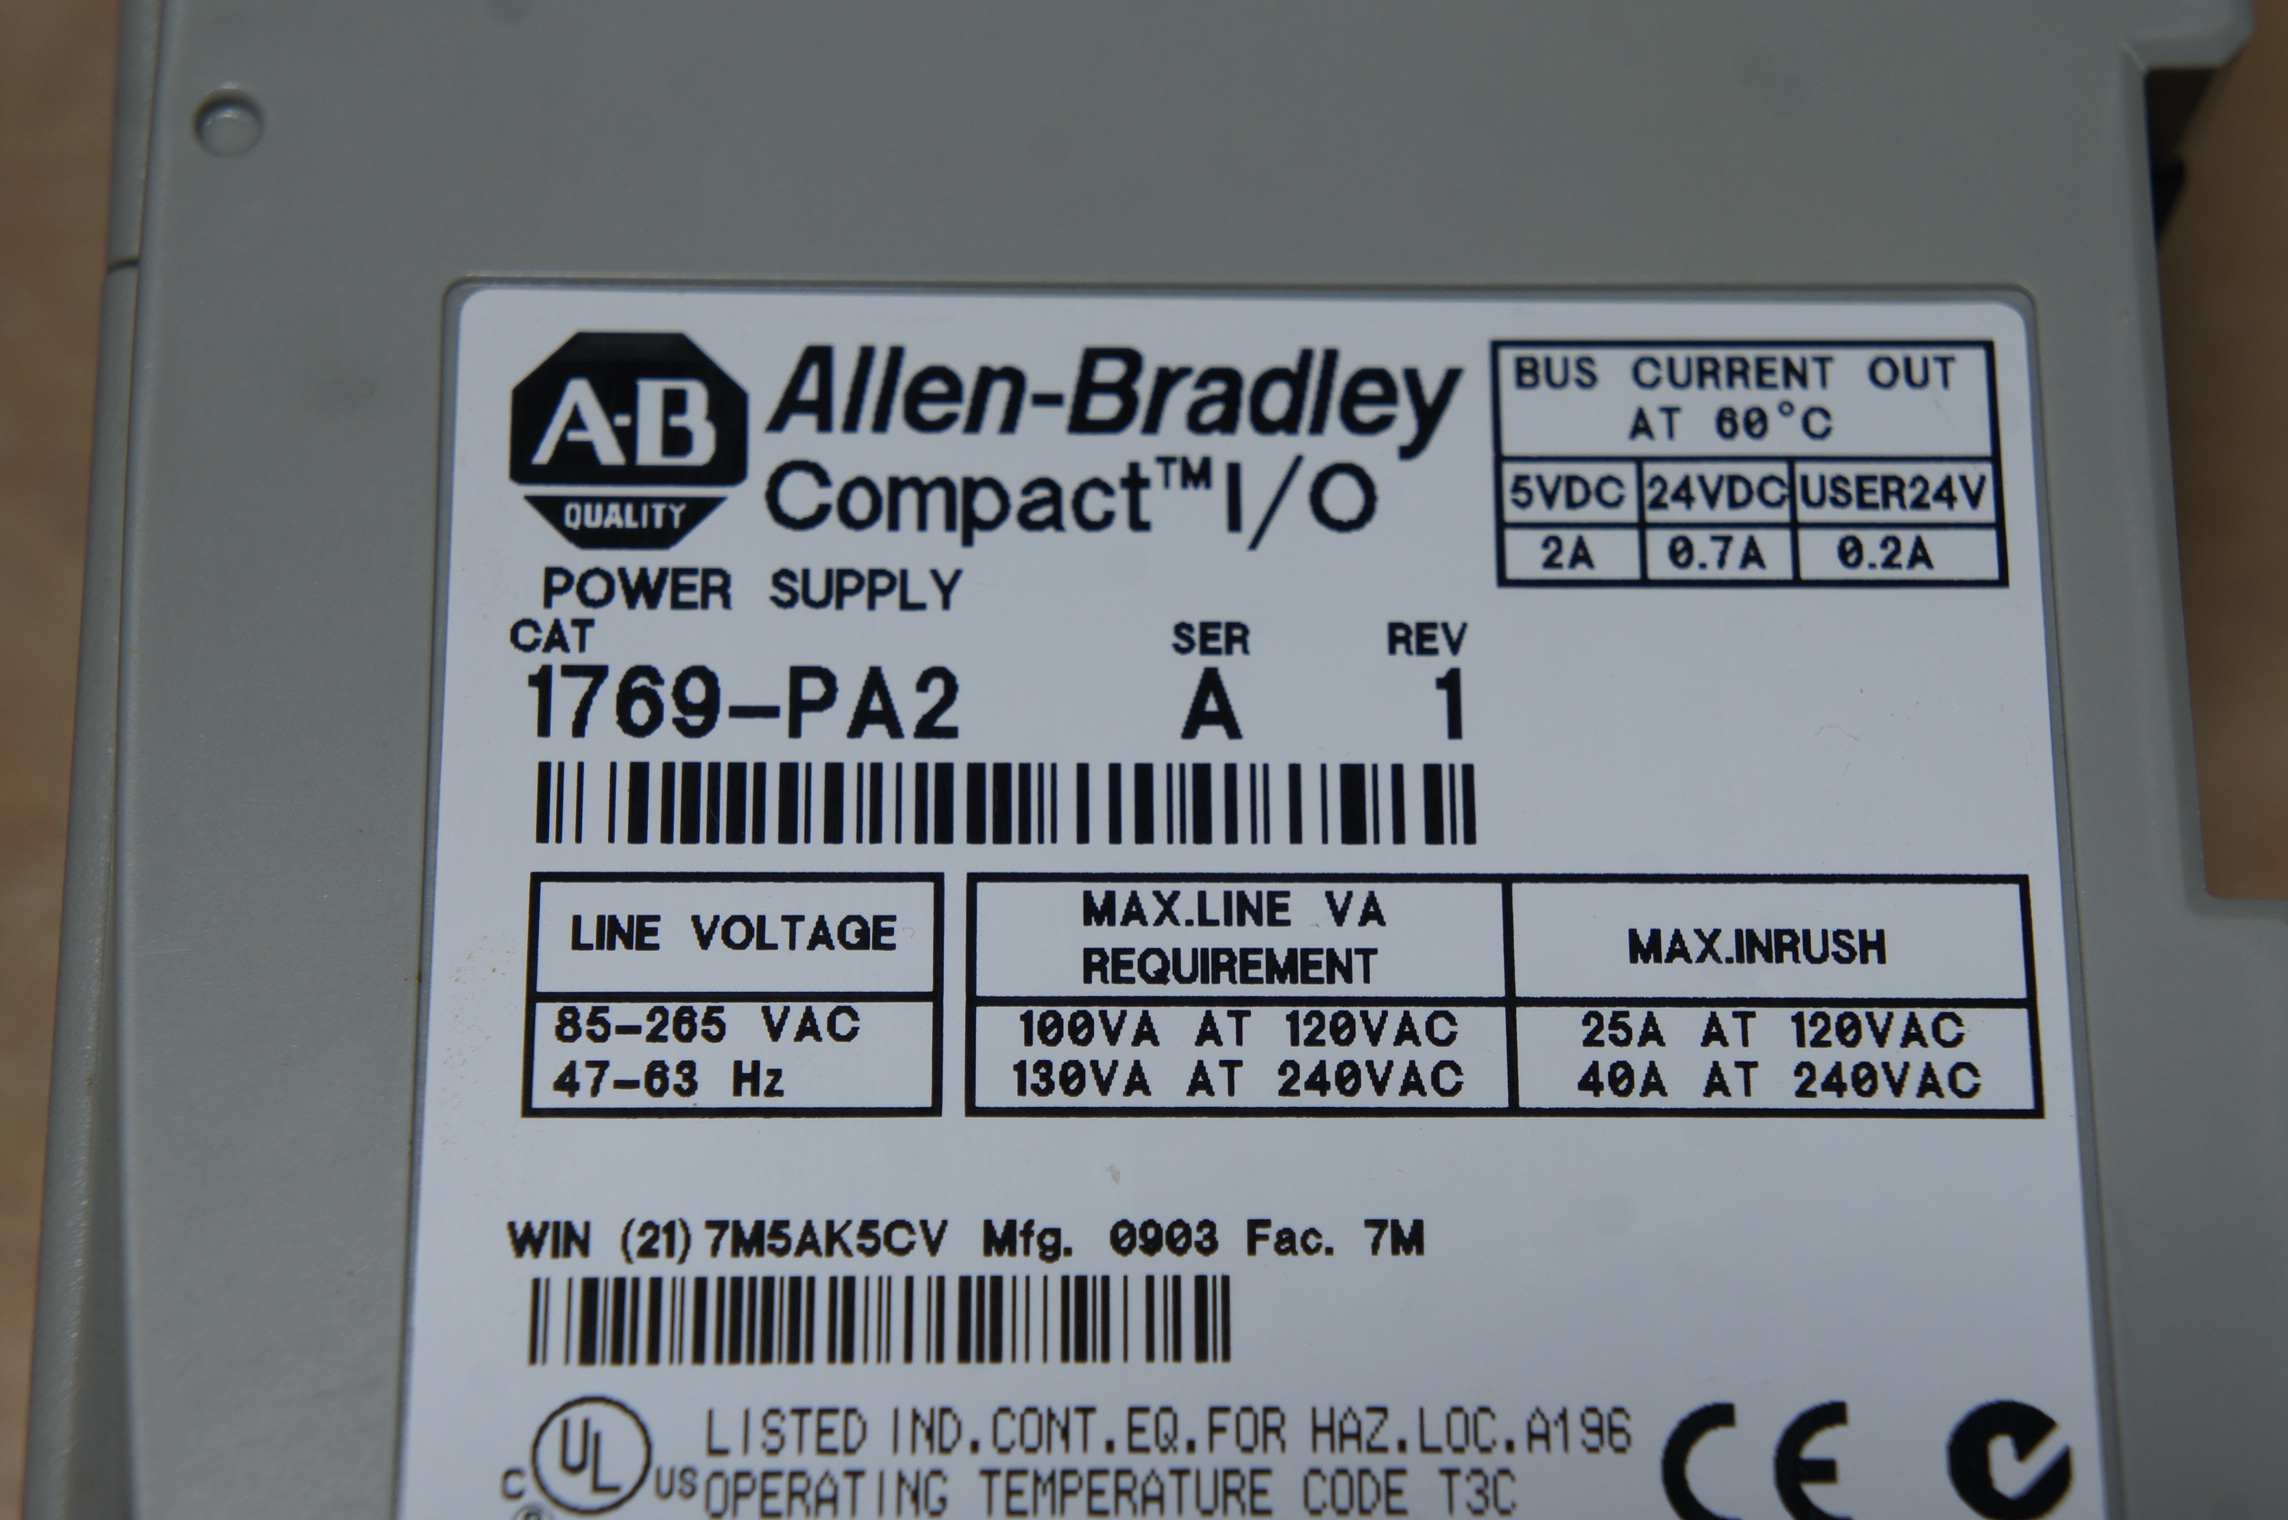 A-B
QUALITY
Allen-Bradley
Compact™ I/O
BUS CURRENT OUT
AT 60°C
5VDC 24VDC USER24V
2A 0.7A 0.2A
POWER SUPPLY
CAT SER REV
1769-PA2 A 1
LINE VOLTAGE
85-265 VAC
47-63 Hz
MAX.LINE VA
REQUIREMENT
100VA AT 120VAC
130VA AT 240VAC
MAX.INRUSH
25A AT 120VAC
40A AT 240VAC
WIN (21) 7M5AK5CV Mfg. 0903 Fac. 7M
C UL US
LISTED IND.CONT.EQ.FOR HAZ.LOC.A196
OPERATING TEMPERATURE CODE T3C
CE